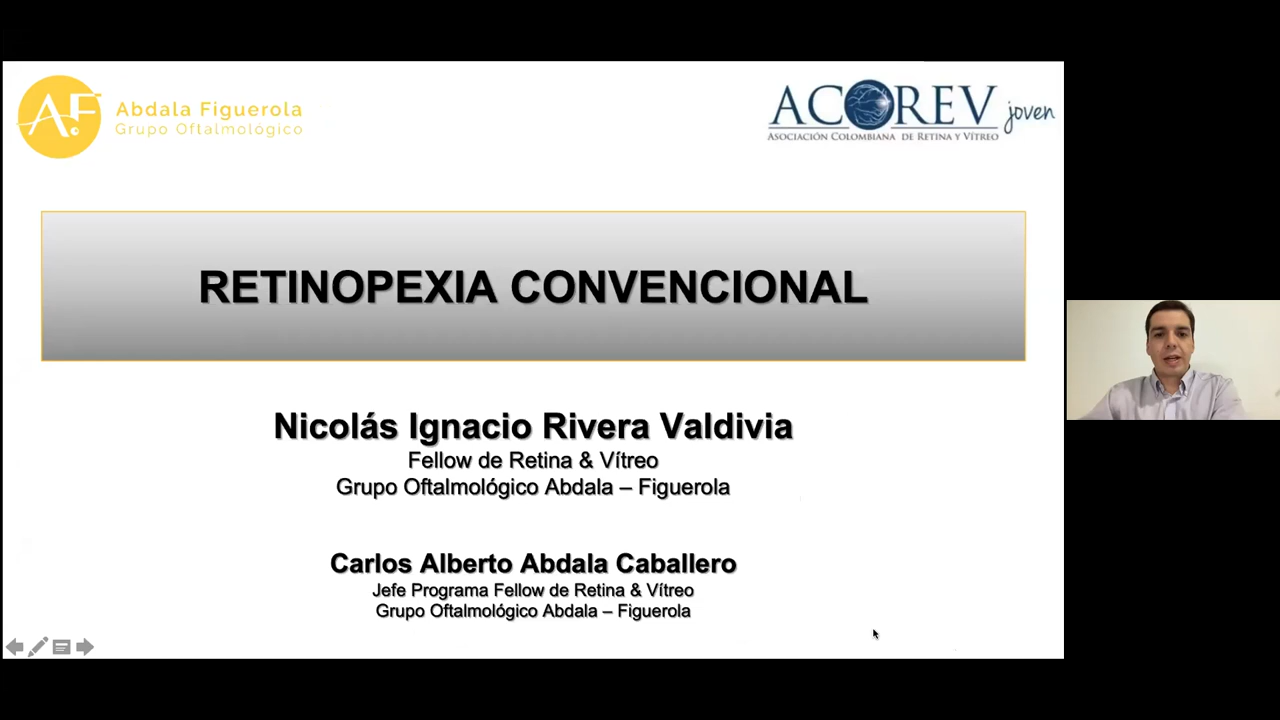 Abdala Figuerola
Grupo Oftalmológico
ACOREV joven
ASOCIACIÓN COLOMBIANA DE RETINA Y VÍTREO
RETINOPEXIA CONVENCIONAL
Nicolás Ignacio Rivera Valdivia
Fellow de Retina & Vítreo
Grupo Oftalmológico Abdala – Figuerola
Carlos Alberto Abdala Caballero
Jefe Programa Fellow de Retina & Vítreo
Grupo Oftalmológico Abdala – Figuerola